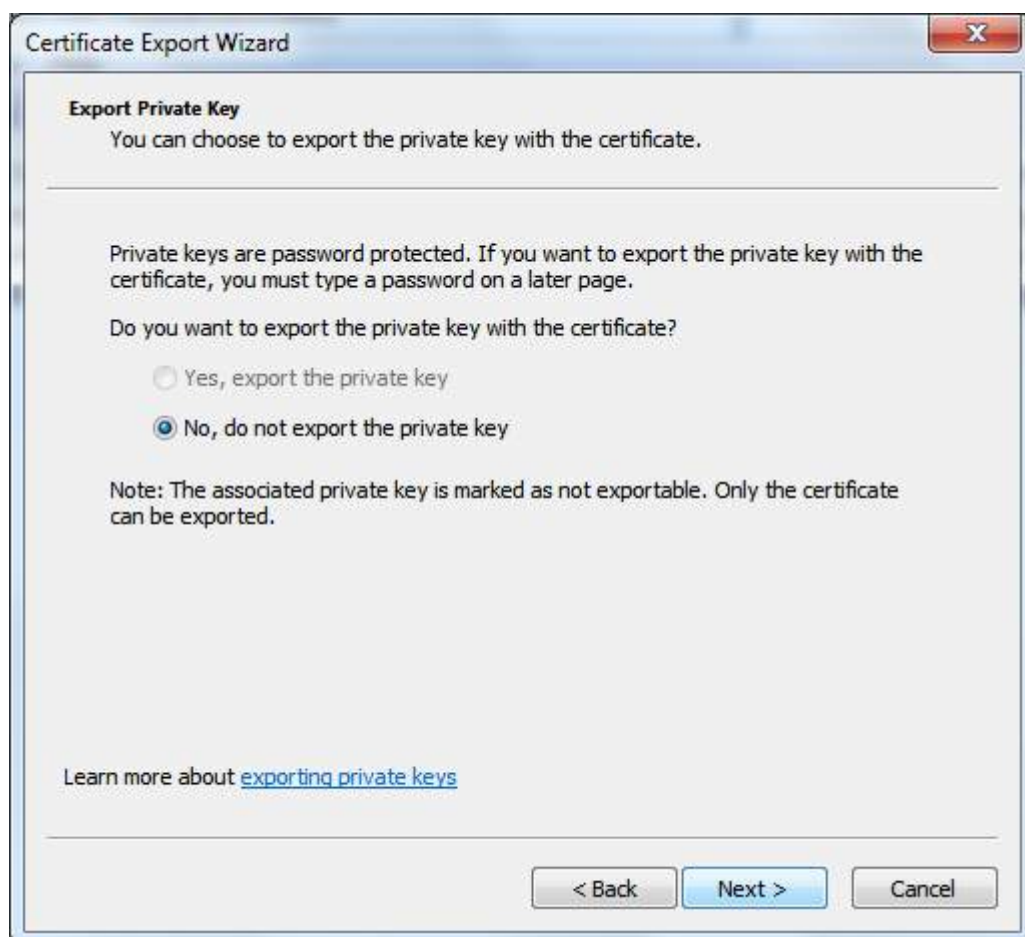 Certificate Export Wizard
Export Private Key
You can choose to export the private key with the certificate.
Private keys are password protected. If you want to export the private key with the
certificate, you must type a password on a later page.
Do you want to export the private key with the certificate?
Yes, export the private key
No, do not export the private key
Note: The associated private key is marked as not exportable. Only the certificate
can be exported.
Learn more about exporting private keys
< Back Next > Cancel